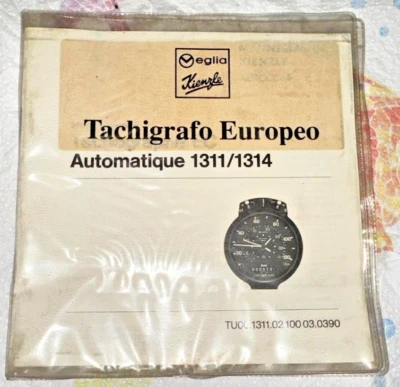 Veglia
Kienzle
Tachigrafo Europeo
Automatique 1311/1314
TU00.1311.02 100 03.0390